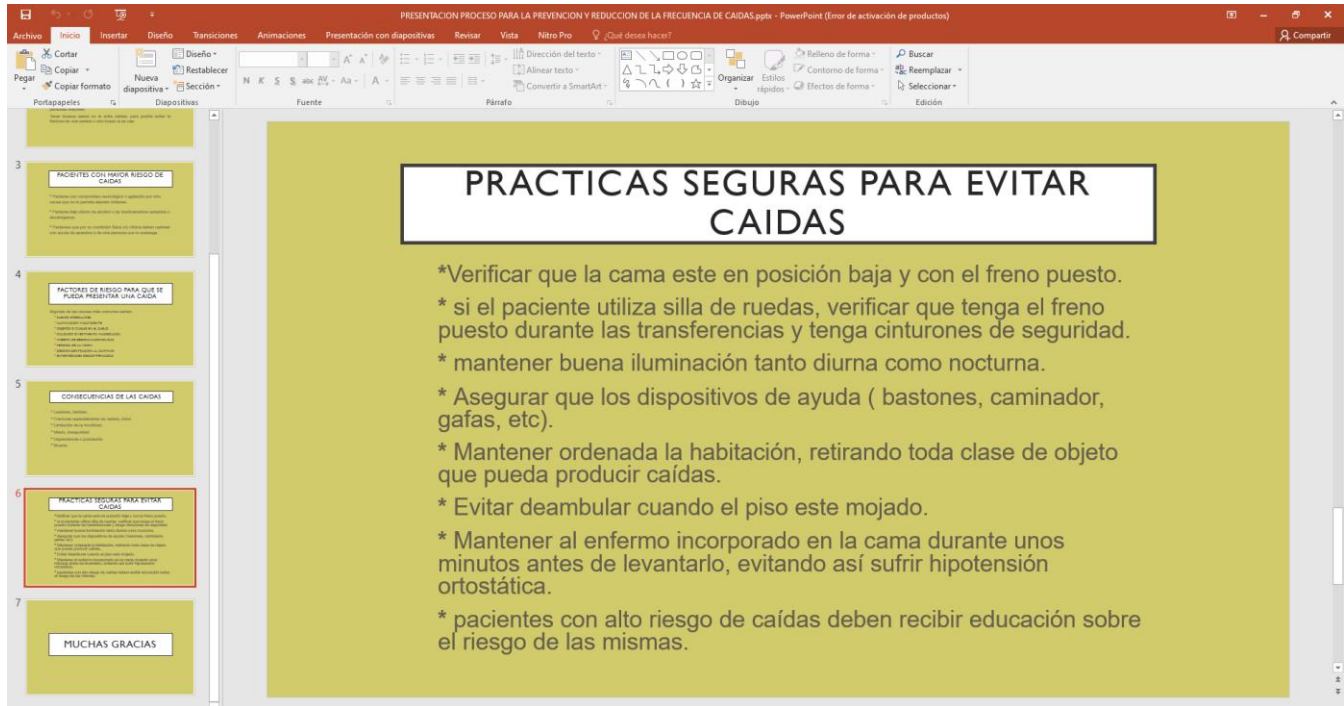 PRESENTACION PROCESO PARA LA PREVENCION Y REDUCCION DE LA FRECUENCIA DE CAIDAS.pptx - PowerPoint (Error de activación de productos)
Archivo Inicio Insertar Diseño Transiciones Animaciones Presentación con diapositivas Revisar Vista Nitro Pro ¿Qué desea hacer? Compartir
Pegar
Cortar
Copiar
Copiar formato
Portapapeles
Nueva
diapositiva
Diseño
Restablecer
Sección
Diapositivas
N K S S abc AV Aa A
Fuente
Dirección del texto
Alinear texto
Convertir a SmartArt
Párrafo
Organizar
Estilos
rápidos
Relleno de forma
Contorno de forma
Efectos de forma
Dibujo
Buscar
Reemplazar
Seleccionar
Edición
3
PACIENTES CON MAYOR RIESGO DE
CAIDAS
4
FACTORES DE RIESGO PARA QUE SE
PUEDA PRESENTAR UNA CAIDA
5
CONSECUENCIAS DE LAS CAIDAS
6
PRACTICAS SEGURAS PARA EVITAR
CAIDAS
7
MUCHAS GRACIAS
PRACTICAS SEGURAS PARA EVITAR
CAIDAS
*Verificar que la cama este en posición baja y con el freno puesto.
* si el paciente utiliza silla de ruedas, verificar que tenga el freno
puesto durante las transferencias y tenga cinturones de seguridad.
* mantener buena iluminación tanto diurna como nocturna.
* Asegurar que los dispositivos de ayuda ( bastones, caminador,
gafas, etc).
* Mantener ordenada la habitación, retirando toda clase de objeto
que pueda producir caídas.
* Evitar deambular cuando el piso este mojado.
* Mantener al enfermo incorporado en la cama durante unos
minutos antes de levantarlo, evitando así sufrir hipotensión
ortostática.
* pacientes con alto riesgo de caídas deben recibir educación sobre
el riesgo de las mismas.